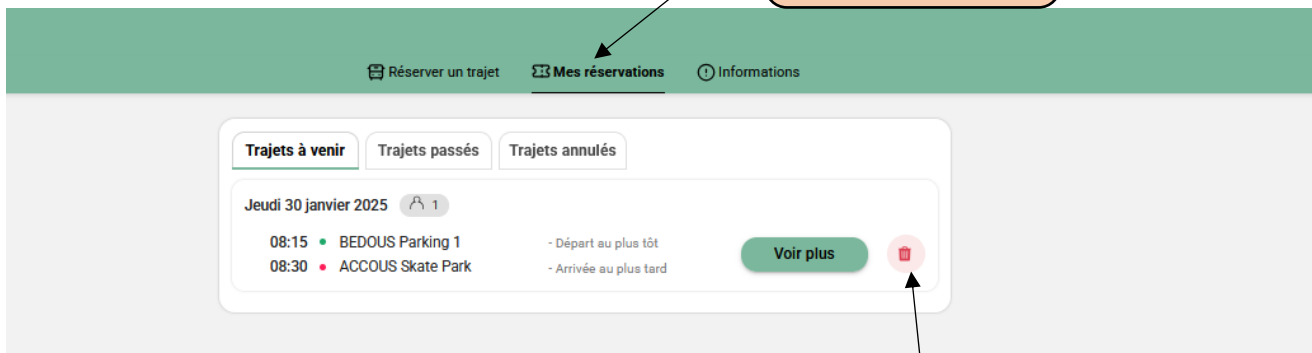 Réserver un trajet Mes réservations Informations
Trajets à venir Trajets passés Trajets annulés
Jeudi 30 janvier 2025 1
08:15 BEDOUS Parking 1 - Départ au plus tôt
08:30 ACCOUS Skate Park - Arrivée au plus tard
Voir plus